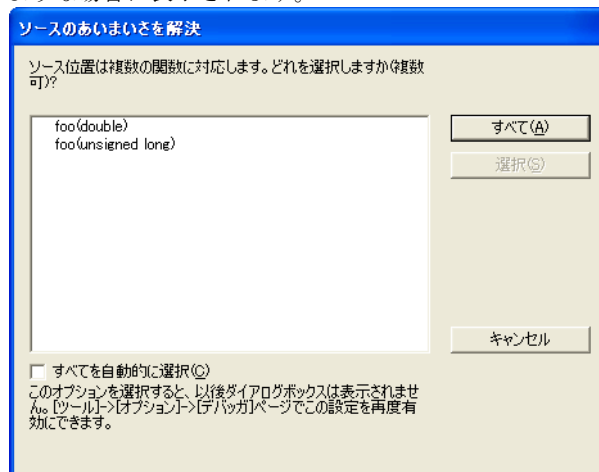 ソースのあいまいさを解決
ソース位置は複数の関数に対応します。どれを選択しますか(複数
可)?
foo(double)
foo(unsigned long)
すべて(A)
選択(S)
キャンセル
すべてを自動的に選択(C)
このオプションを選択すると、以後ダイアログボックスは表示されませ
ん。[ツール]->[オプション]->[デバッガ]ページでこの設定を再度有
効にできます。